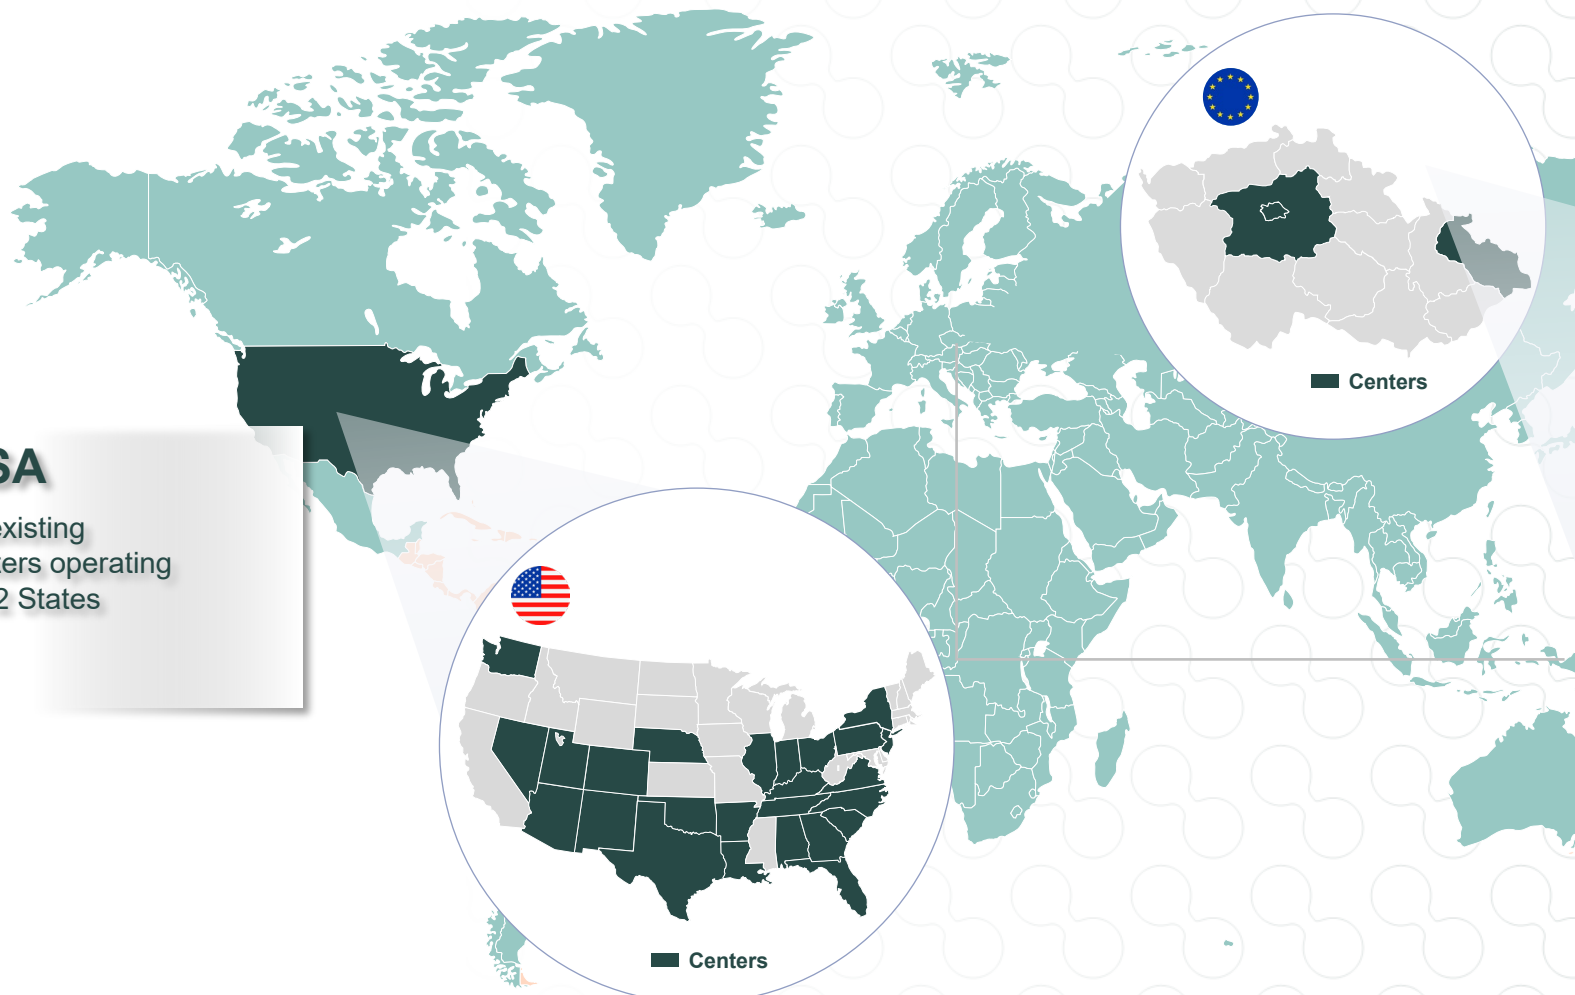 SA
existing
ters operating
2 States
Centers
Centers